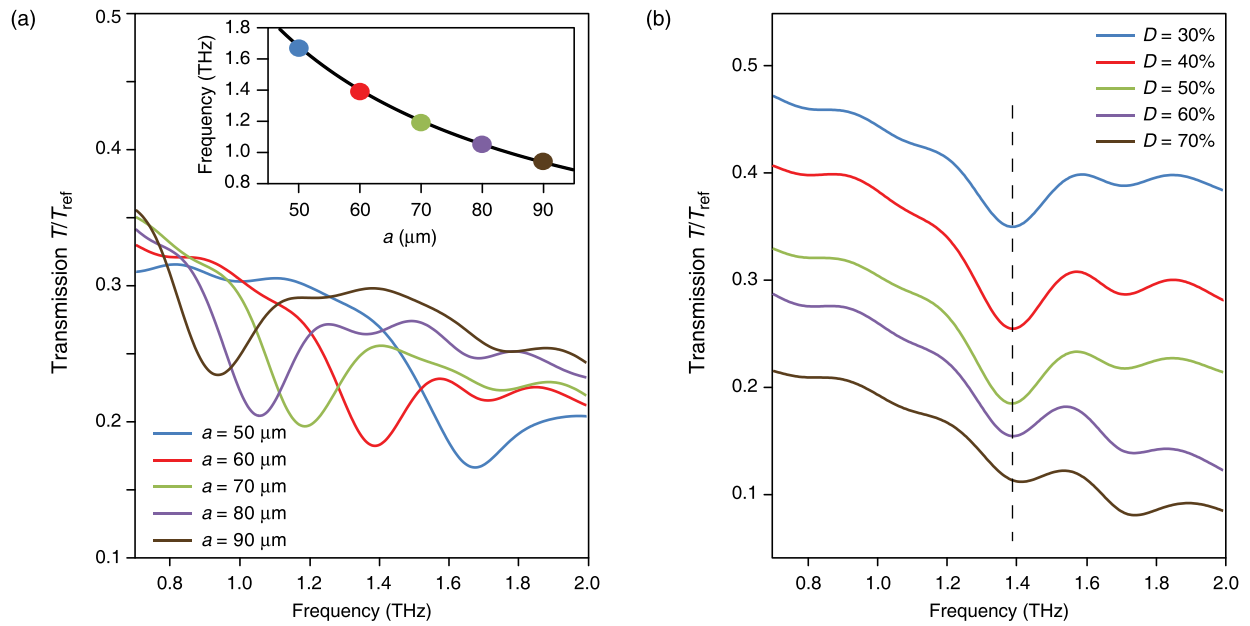 (a)
0.5
0.4
0.3
0.2
0.1
Transmission T/Tref
0.8 1.0 1.2 1.4 1.6 1.8 2.0
Frequency (THz)
1.8
1.6
1.4
1.2
1.0
0.8
Frequency (THz)
50 60 70 80 90
a (μm)
a = 50 μm
a = 60 μm
a = 70 μm
a = 80 μm
a = 90 μm
(b)
0.5
0.4
0.3
0.2
0.1
Transmission T/Tref
0.8 1.0 1.2 1.4 1.6 1.8 2.0
Frequency (THz)
D = 30%
D = 40%
D = 50%
D = 60%
D = 70%